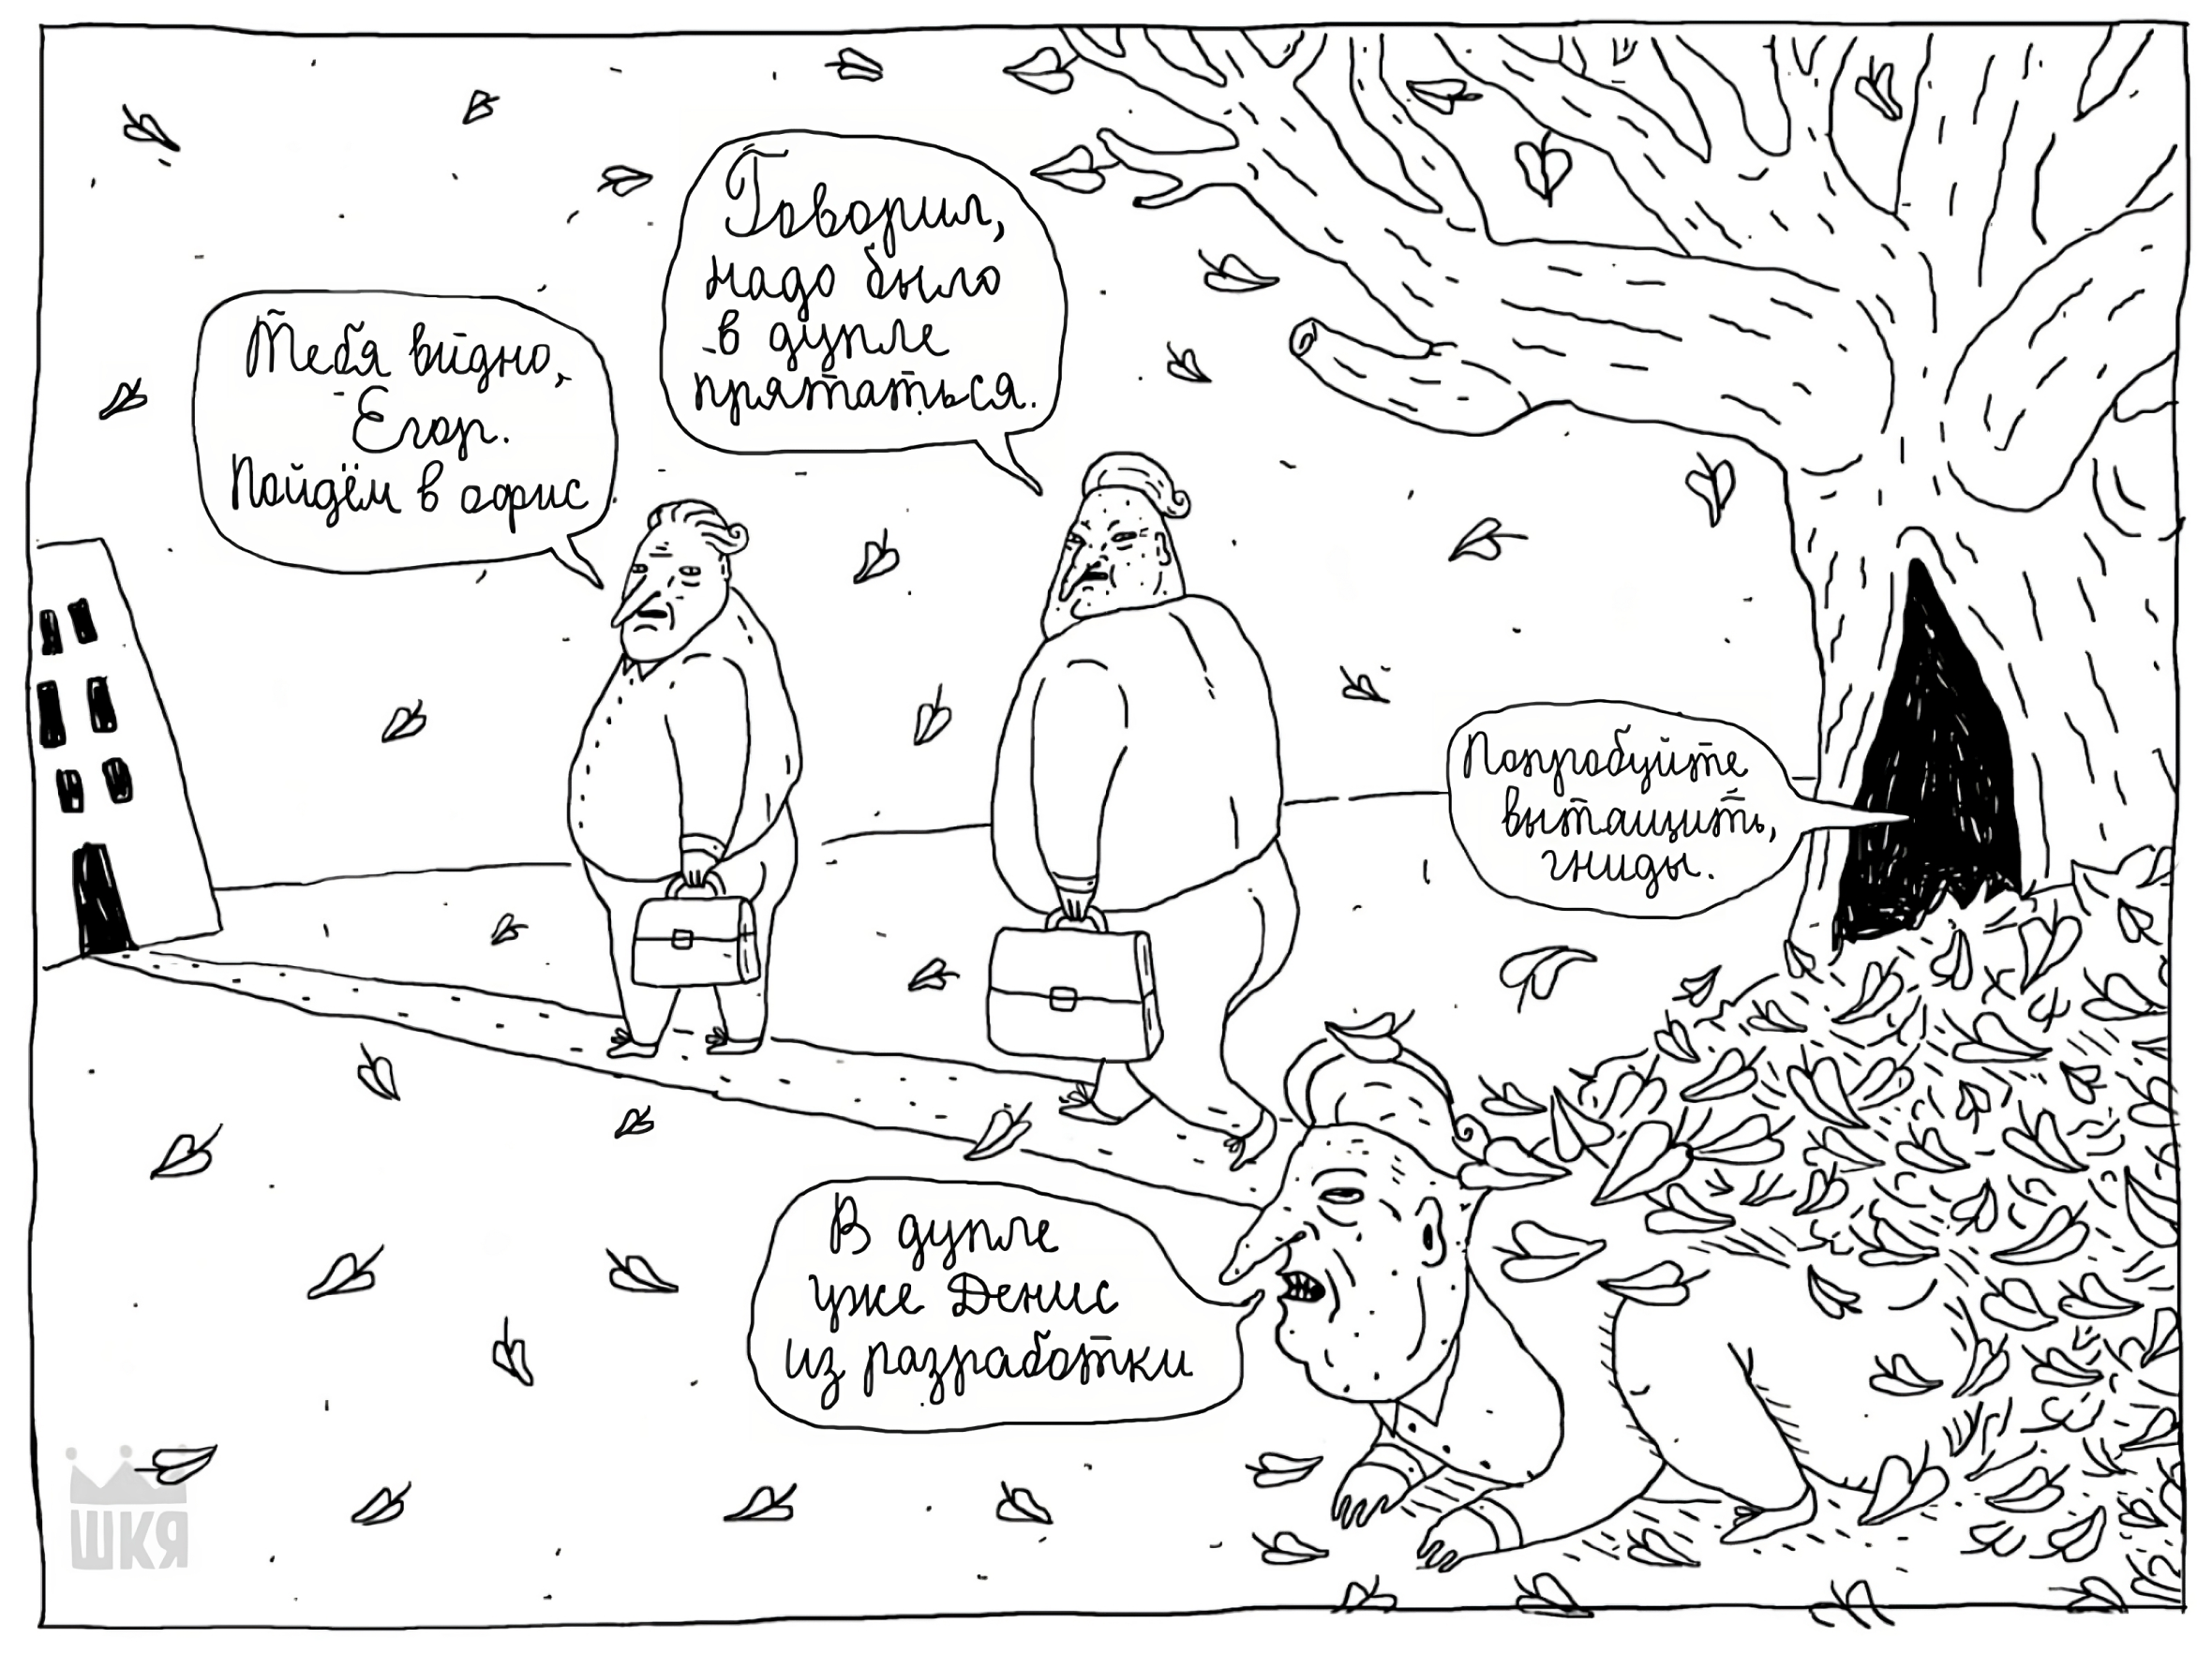 Говорил,
надо было
в дупле
прятаться.
Тебя видно,
Егор.
Пойдём в офис
Попробуйте
вытащить,
гниды.
В дупле
уже Денис
из разработки
ШКЯ